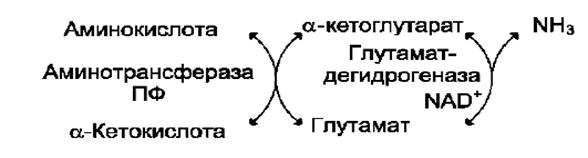 Аминокислота
α-кетоглутарат
NH₃
Аминотрансфераза
ПФ
Глутамат-
дегидрогеназа
NAD⁺
α-Кетокислота
Глутамат